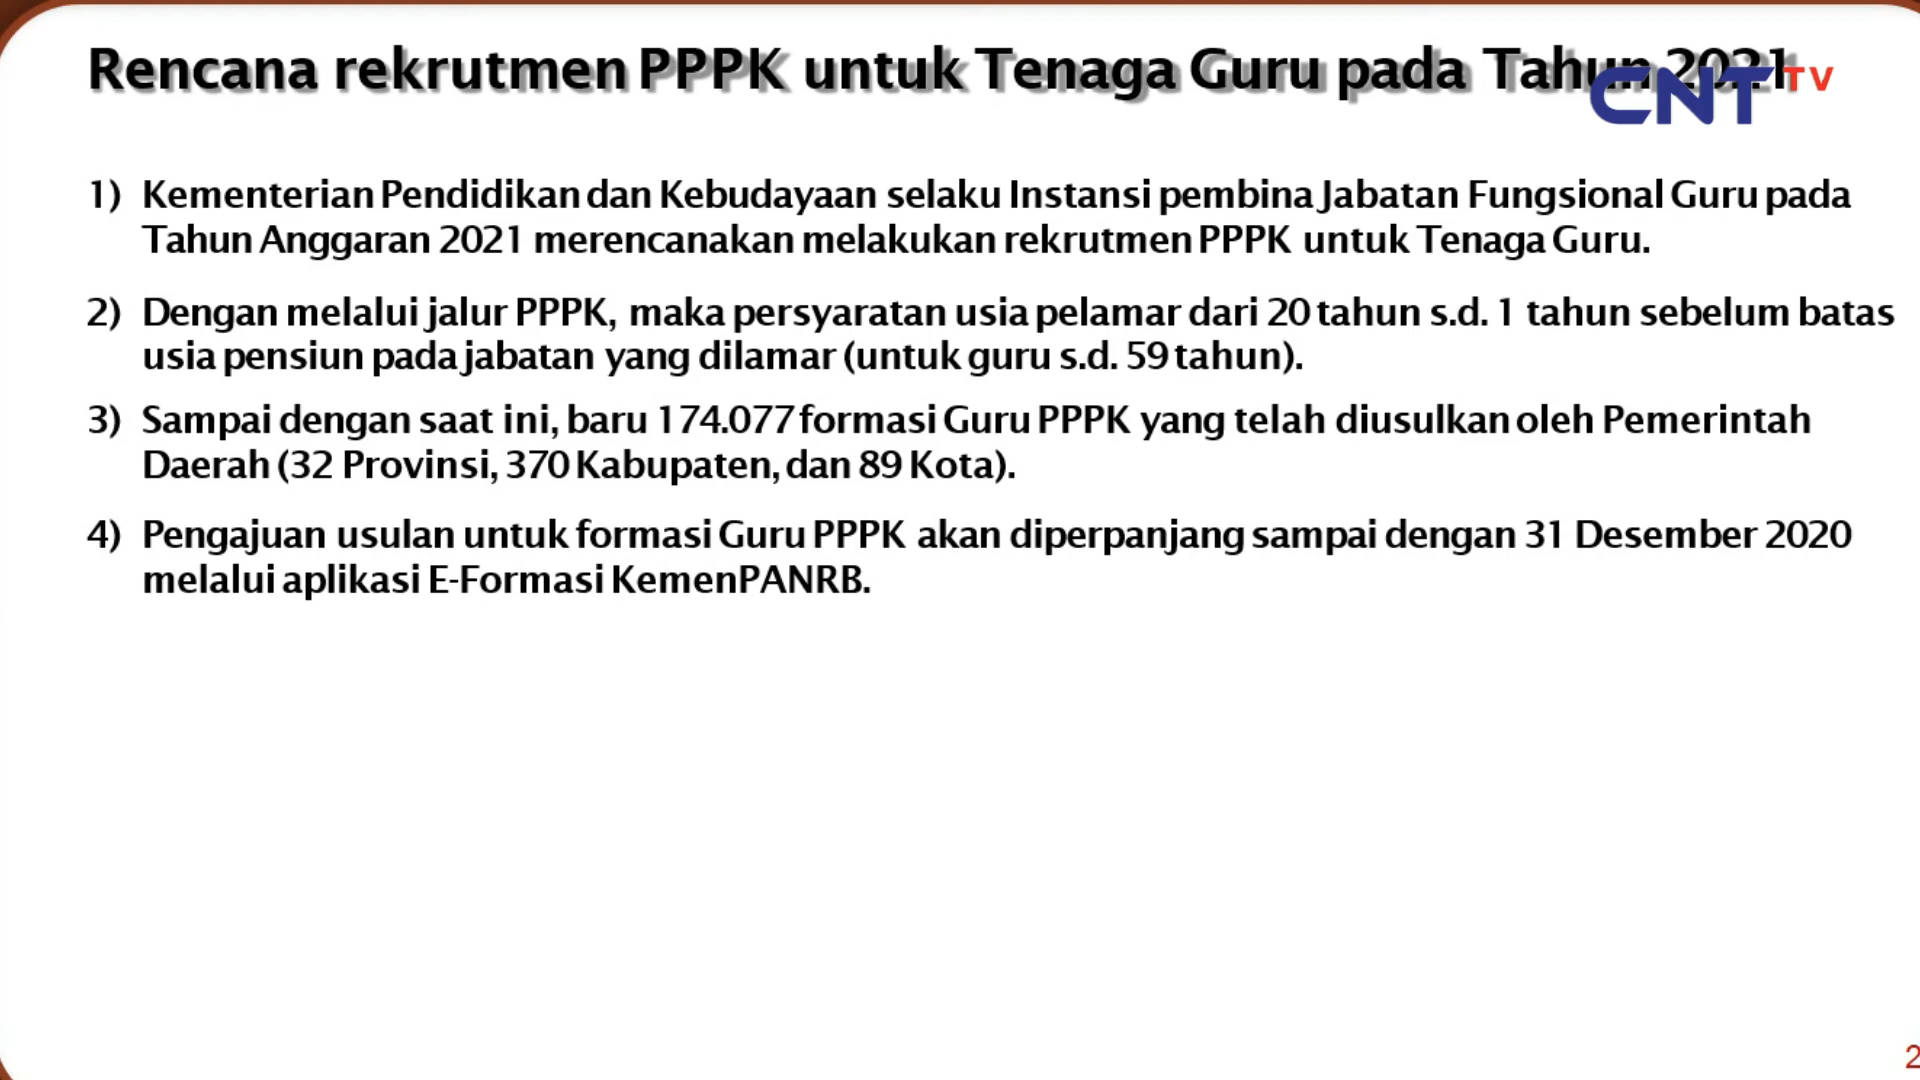 Rencana rekrutmen PPPK untuk Tenaga Guru pada Tahun 2021
CNT TV
1) Kementerian Pendidikan dan Kebudayaan selaku Instansi pembina Jabatan Fungsional Guru pada
Tahun Anggaran 2021 merencanakan melakukan rekrutmen PPPK untuk Tenaga Guru.
2) Dengan melalui jalur PPPK, maka persyaratan usia pelamar dari 20 tahun s.d. 1 tahun sebelum batas
usia pensiun pada jabatan yang dilamar (untuk guru s.d. 59 tahun).
3) Sampai dengan saat ini, baru 174.077 formasi Guru PPPK yang telah diusulkan oleh Pemerintah
Daerah (32 Provinsi, 370 Kabupaten, dan 89 Kota).
4) Pengajuan usulan untuk formasi Guru PPPK akan diperpanjang sampai dengan 31 Desember 2020
melalui aplikasi E-Formasi KemenPANRB.
2